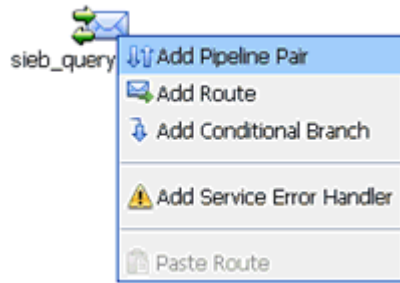 sieb_query
Add Pipeline Pair
Add Route
Add Conditional Branch
Add Service Error Handler
Paste Route